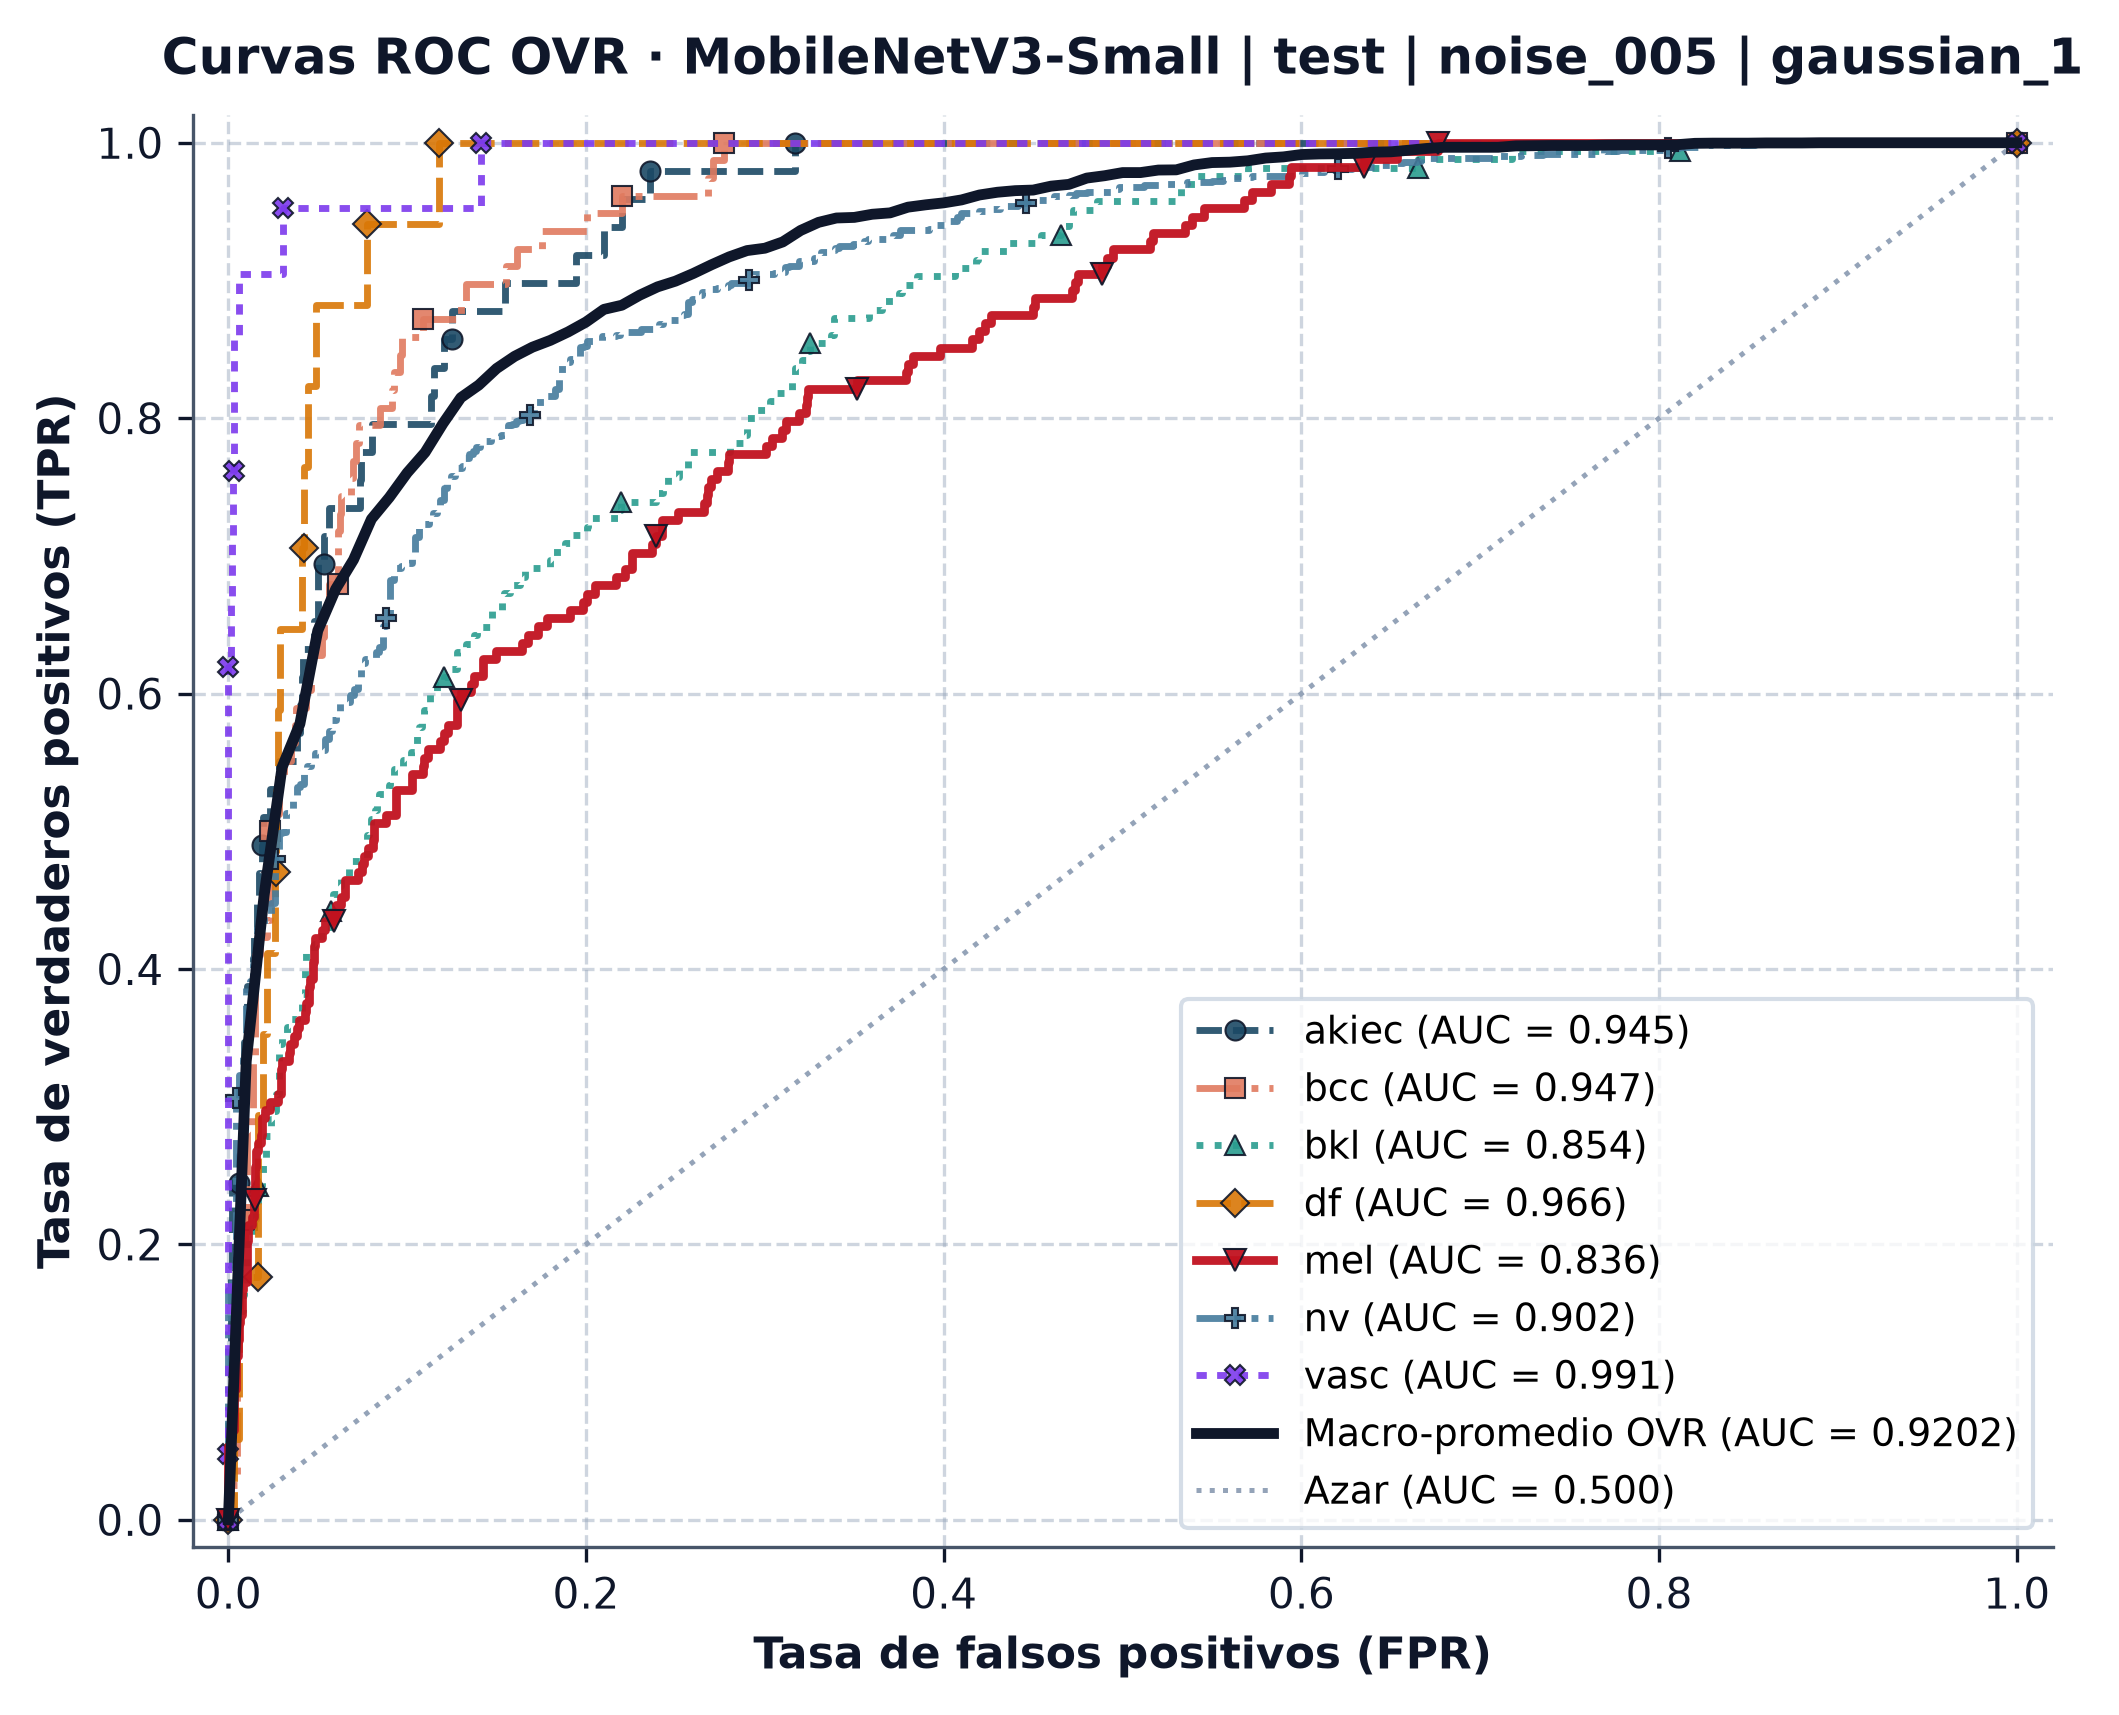 Curvas ROC OVR · MobileNetV3-Small | test | noise_005 | gaussian_1
Tasa de verdaderos positivos (TPR)
1.0
0.8
0.6
0.4
0.2
0.0
akiec (AUC = 0.945)
bcc (AUC = 0.947)
bkl (AUC = 0.854)
df (AUC = 0.966)
mel (AUC = 0.836)
nv (AUC = 0.902)
vasc (AUC = 0.991)
Macro-promedio OVR (AUC = 0.9202)
Azar (AUC = 0.500)
0.0 0.2 0.4 0.6 0.8 1.0
Tasa de falsos positivos (FPR)